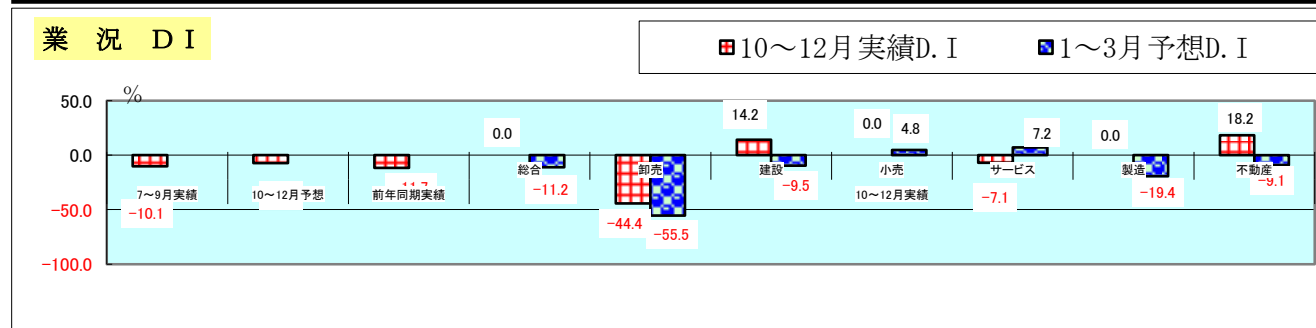 業況DI
10～12月実績D.I 1～3月予想D.I
%
50.0
0.0
-50.0
-100.0
0.0 14.2 0.0 4.8 7.2 0.0 18.2
総合 卸売 建設 小売 サービス 製造 不動産
7～9月実績 10～12月予想 前年同期実績 10～12月実績
-10.1 -11.2 -44.4 -55.5 -9.5 -7.1 -19.4 -9.1